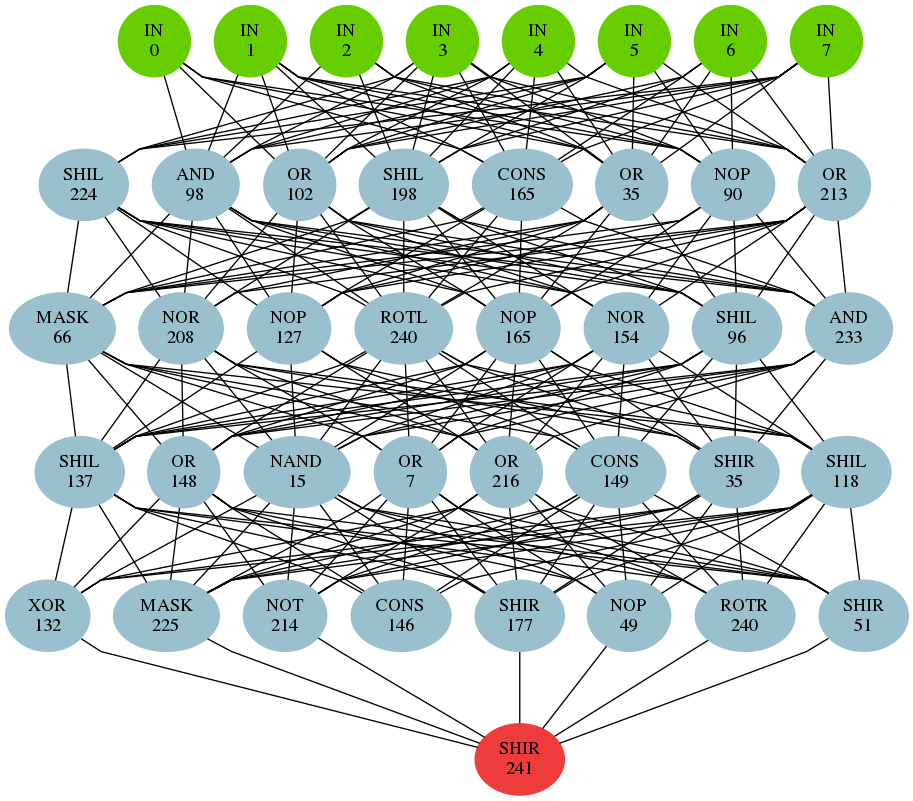 IN IN IN IN IN IN IN IN
0 1 2 3 4 5 6 7
SHIL AND OR SHIL CONS OR NOP OR
224 98 102 198 165 35 90 213
MASK NOR NOP ROTL NOP NOR SHIL AND
66 208 127 240 165 154 96 233
SHIL OR NAND OR OR CONS SHIR SHIL
137 148 15 7 216 149 35 118
XOR MASK NOT CONS SHIR NOP ROTR SHIR
132 225 214 146 177 49 240 51
SHIR
241